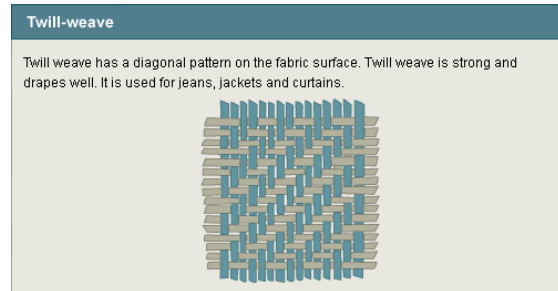 Twill-weave
Twill weave has a diagonal pattern on the fabric surface. Twill weave is strong and
drapes well. It is used for jeans, jackets and curtains.